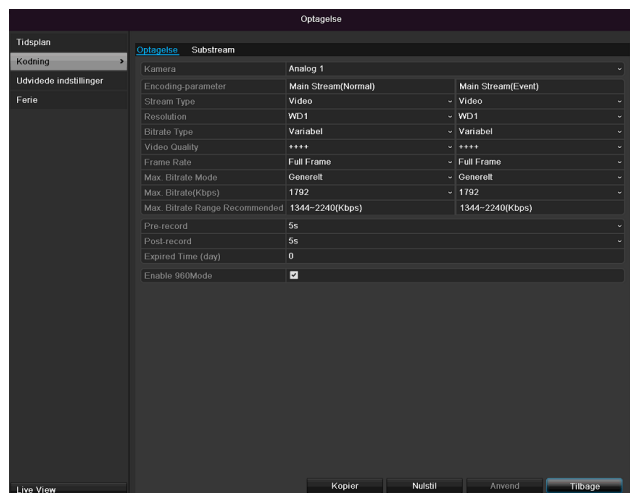 Optagelse
Tidsplan
Kodning
Udvidede indstillinger
Ferie
Live View
Optagelse Substream
Kamera Analog 1
Encoding-parameter Main Stream(Normal) Main Stream(Event)
Stream Type Video Video
Resolution WD1 WD1
Bitrate Type Variabel Variabel
Video Quality ++++ ++++
Frame Rate Full Frame Full Frame
Max. Bitrate Mode Generelt Generelt
Max. Bitrate(Kbps) 1792 1792
Max. Bitrate Range Recommended 1344~2240(Kbps) 1344~2240(Kbps)
Pre-record 5s
Post-record 5s
Expired Time (day) 0
Enable 960Mode
Kopier Nulstil Anvend Tilbage